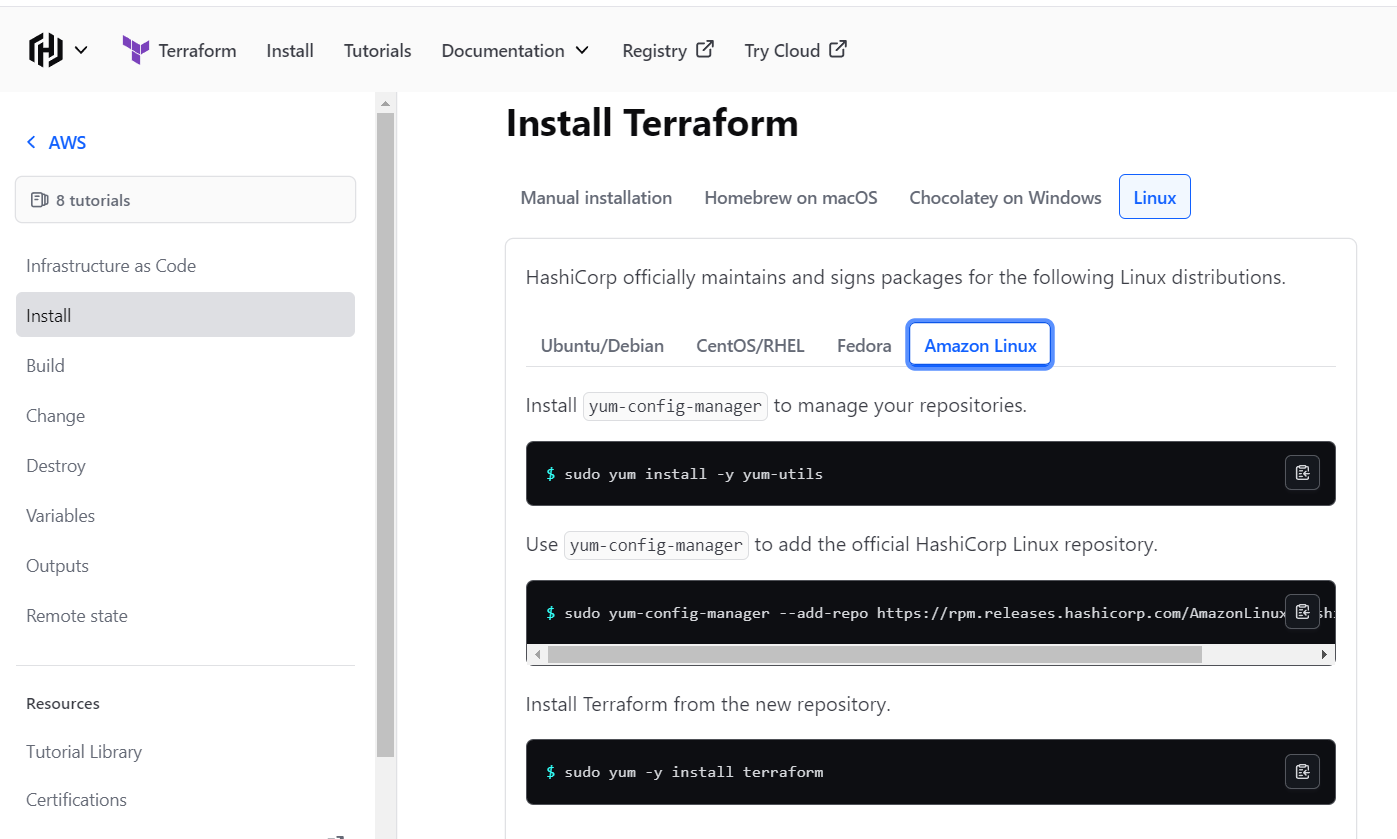 Terraform Install Tutorials Documentation Registry Try Cloud
AWS
8 tutorials
Infrastructure as Code
Install
Build
Change
Destroy
Variables
Outputs
Remote state
Resources
Tutorial Library
Certifications
Install Terraform
Manual installation Homebrew on macOS Chocolatey on Windows Linux
HashiCorp officially maintains and signs packages for the following Linux distributions.
Ubuntu/Debian CentOS/RHEL Fedora Amazon Linux
Install yum-config-manager to manage your repositories.
$ sudo yum install -y yum-utils
Use yum-config-manager to add the official HashiCorp Linux repository.
$ sudo yum-config-manager --add-repo https://rpm.releases.hashicorp.com/AmazonLinux
Install Terraform from the new repository.
$ sudo yum -y install terraform